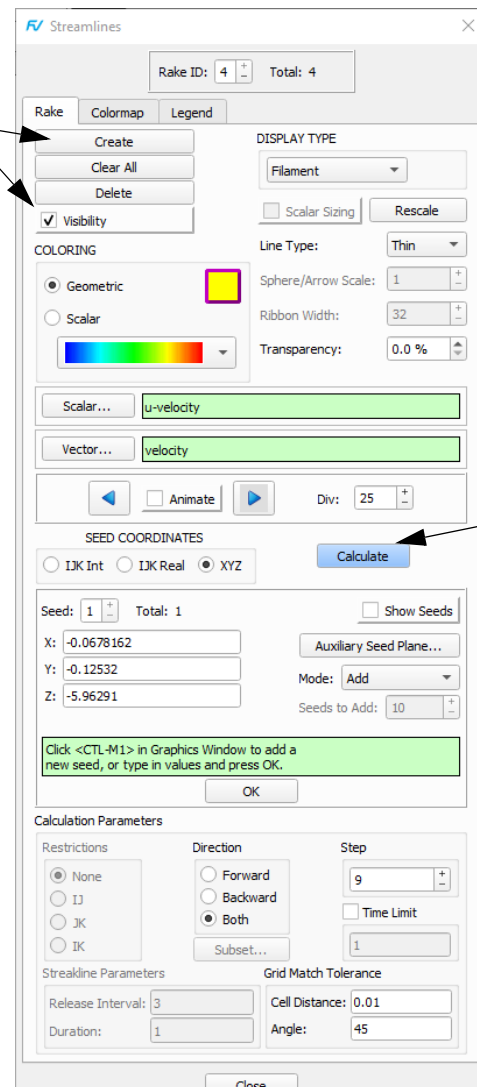 FV Streamlines
Rake ID: 4 Total: 4
Rake Colormap Legend
Create
Clear All
Delete
Visibility
DISPLAY TYPE
Filament
Scalar Sizing Rescale
COLORING
Geometric
Scalar
Line Type: Thin
Sphere/Arrow Scale: 1
Ribbon Width: 32
Transparency: 0.0 %
Scalar... u-velocity
Vector... velocity
Animate Div: 25
SEED COORDINATES
IJK Int IJK Real XYZ
Calculate
Seed: 1 Total: 1 Show Seeds
X: -0.0678162
Y: -0.12532
Z: -5.96291
Auxiliary Seed Plane...
Mode: Add
Seeds to Add: 10
Click <CTL-M1> in Graphics Window to add a
new seed, or type in values and press OK.
OK
Calculation Parameters
Restrictions
None
IJ
JK
IK
Direction
Forward
Backward
Both
Subset...
Step
9
Time Limit
1
Streakline Parameters
Release Interval: 3
Duration: 1
Grid Match Tolerance
Cell Distance: 0.01
Angle: 45
Close